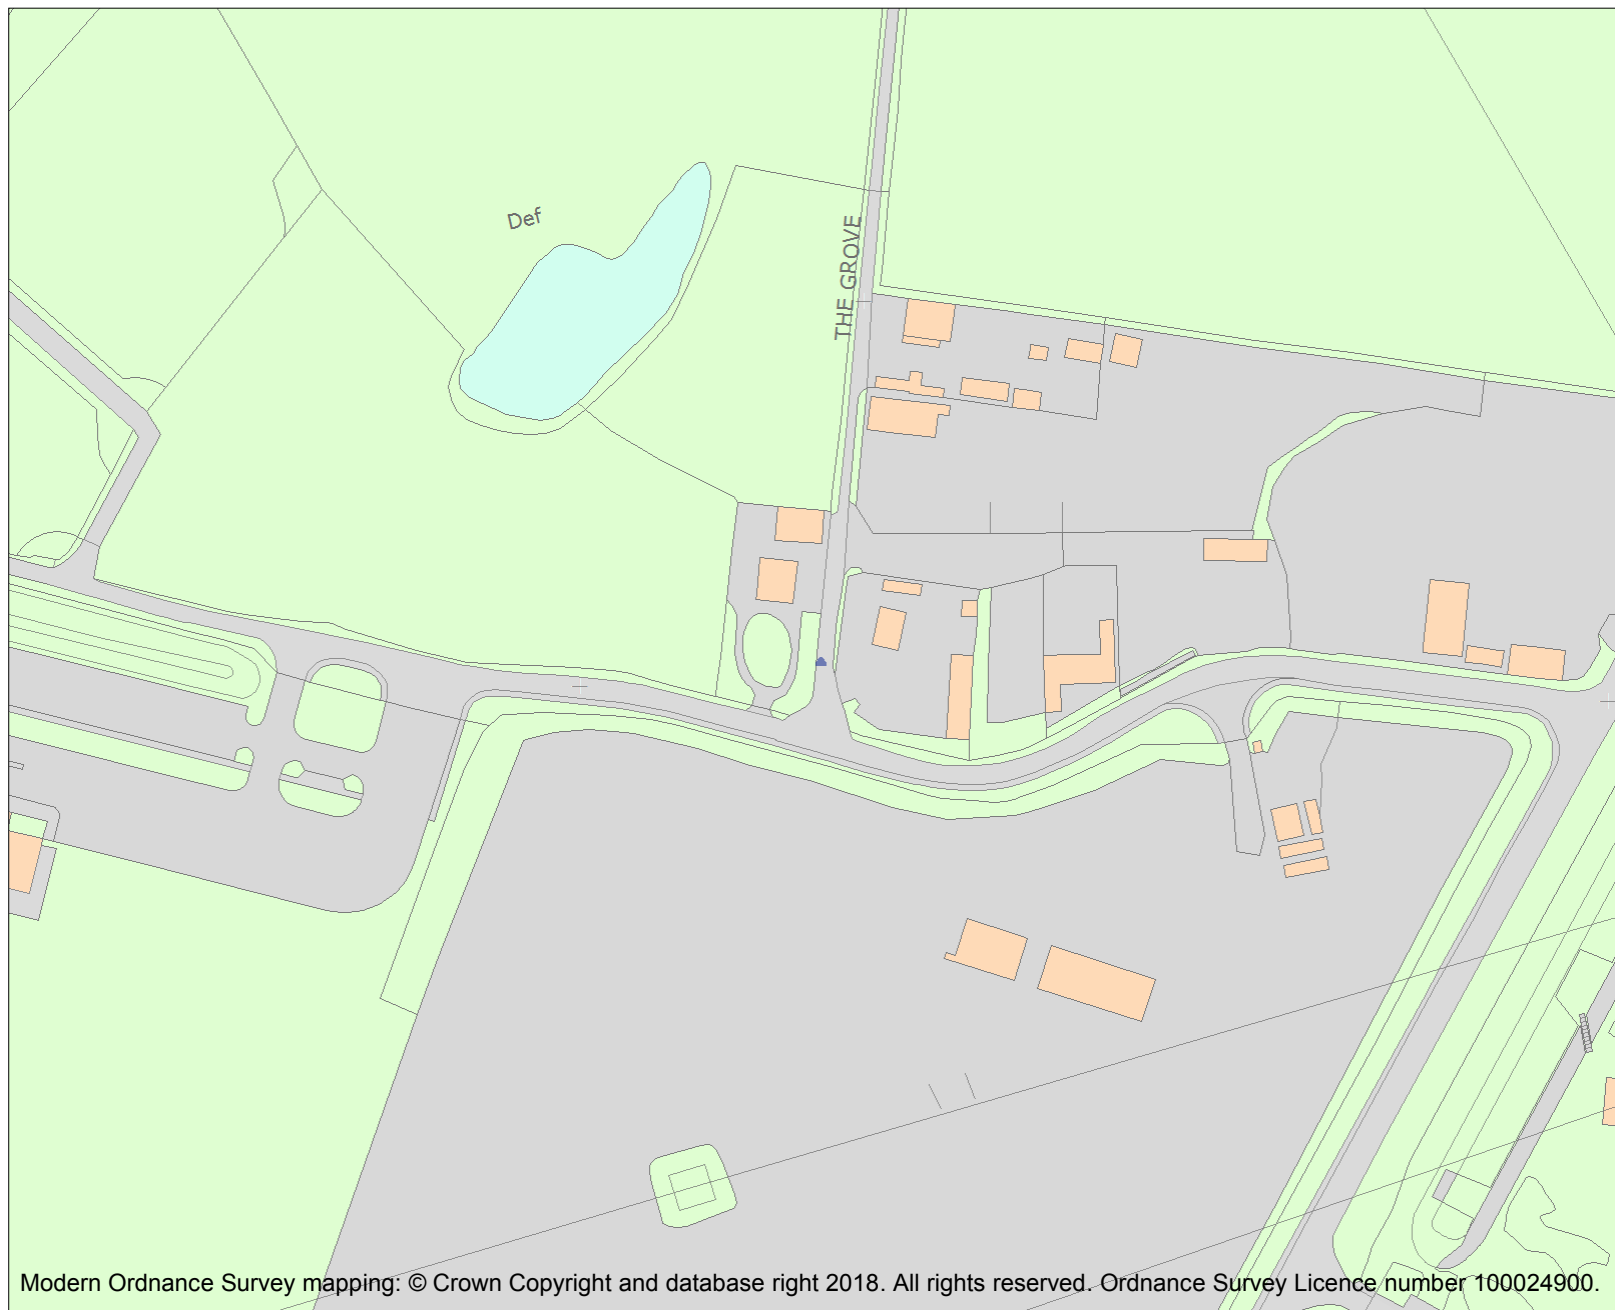 Def
THE GROVE
Modern Ordnance Survey mapping: © Crown Copyright and database right 2018. All rights reserved. Ordnance Survey Licence number 100024900.